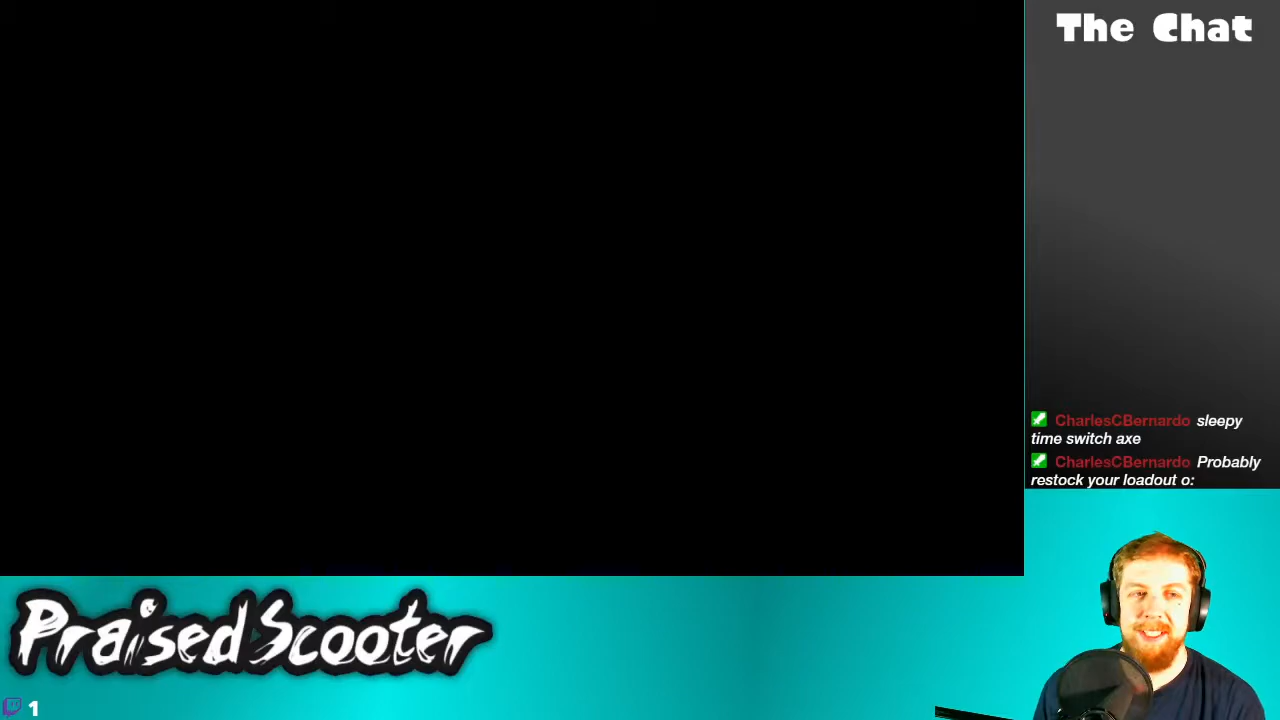 The Chat
CharlesCBernardo sleepy
time switch axe
CharlesCBernardo Probably
restock your loadout o:
PraisedScooter
1